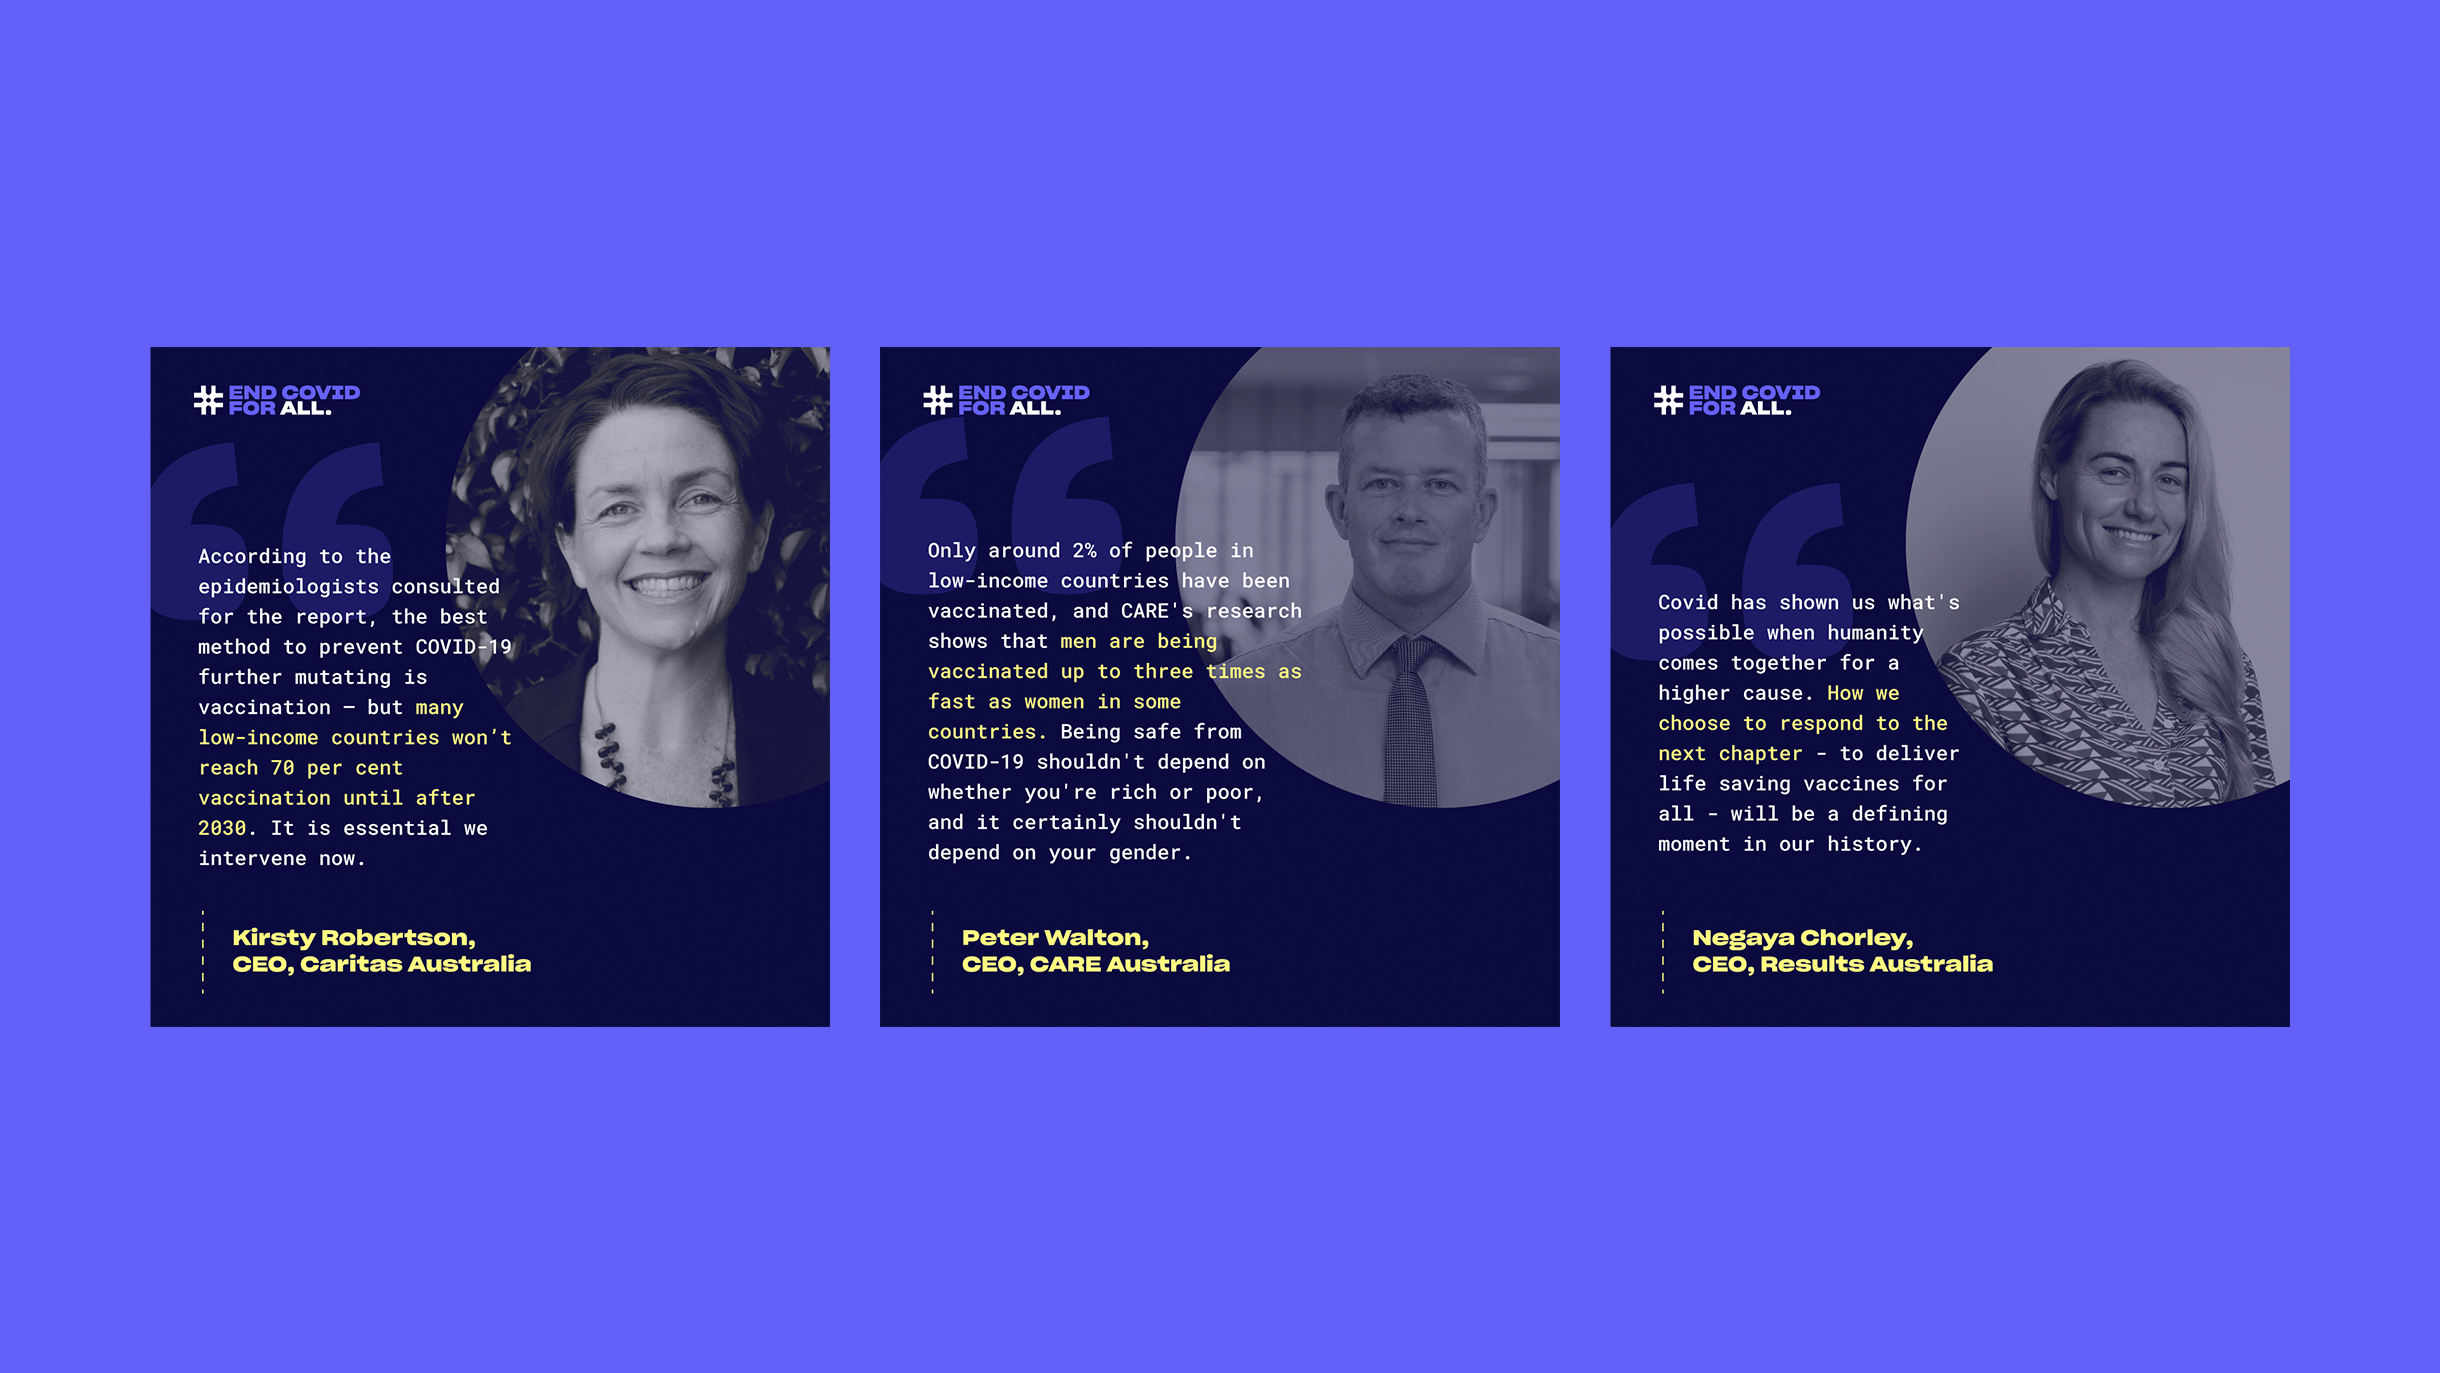 # END COVID
FOR ALL.
According to the
epidemiologists consulted
for the report, the best
method to prevent COVID-19
further mutating is
vaccination – but many
low-income countries won’t
reach 70 per cent
vaccination until after
2030. It is essential we
intervene now.
Kirsty Robertson,
CEO, Caritas Australia
# END COVID
FOR ALL.
Only around 2% of people in
low-income countries have been
vaccinated, and CARE's research
shows that men are being
vaccinated up to three times as
fast as women in some
countries. Being safe from
COVID-19 shouldn't depend on
whether you're rich or poor,
and it certainly shouldn't
depend on your gender.
Peter Walton,
CEO, CARE Australia
# END COVID
FOR ALL.
Covid has shown us what's
possible when humanity
comes together for a
higher cause. How we
choose to respond to the
next chapter - to deliver
life saving vaccines for
all - will be a defining
moment in our history.
Negaya Chorley,
CEO, Results Australia